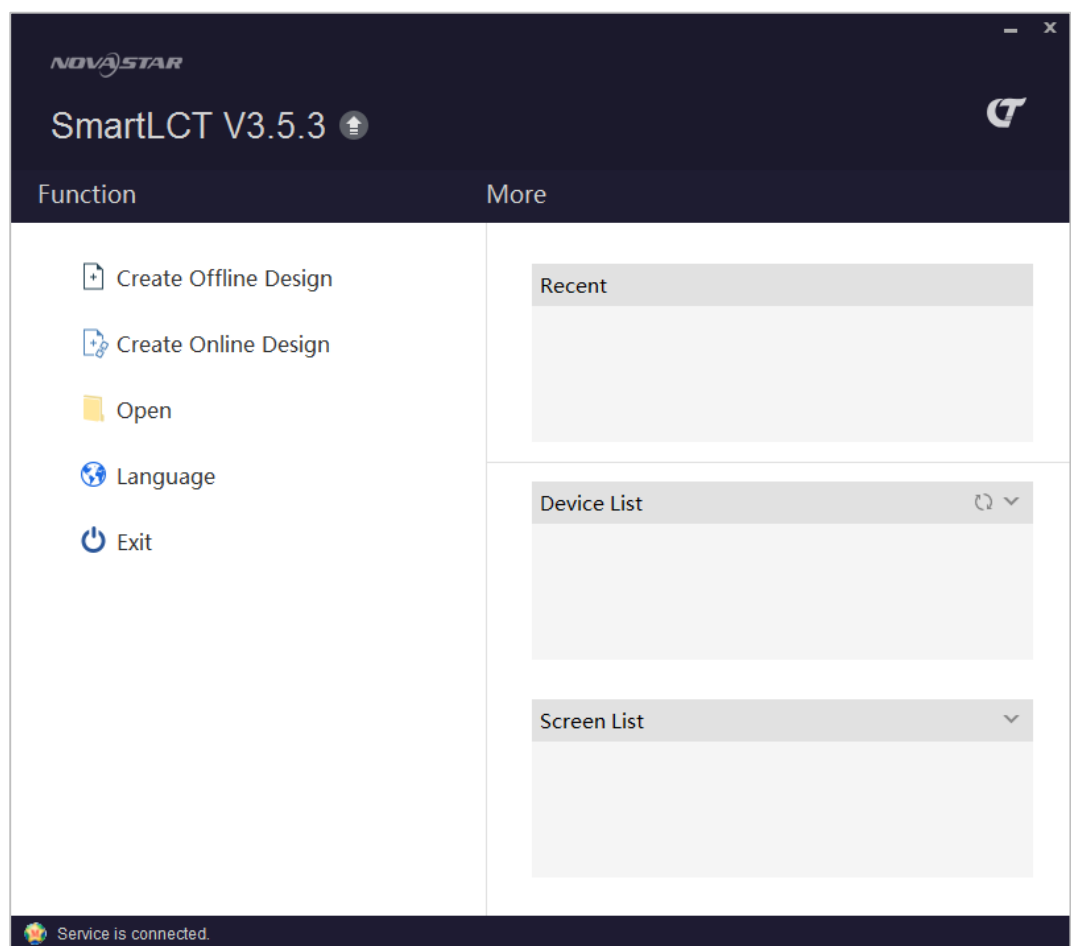 NOVASTAR
SmartLCT V3.5.3
Function
More
Create Offline Design
Create Online Design
Open
Language
Exit
Recent
Device List
Screen List
Service is connected.